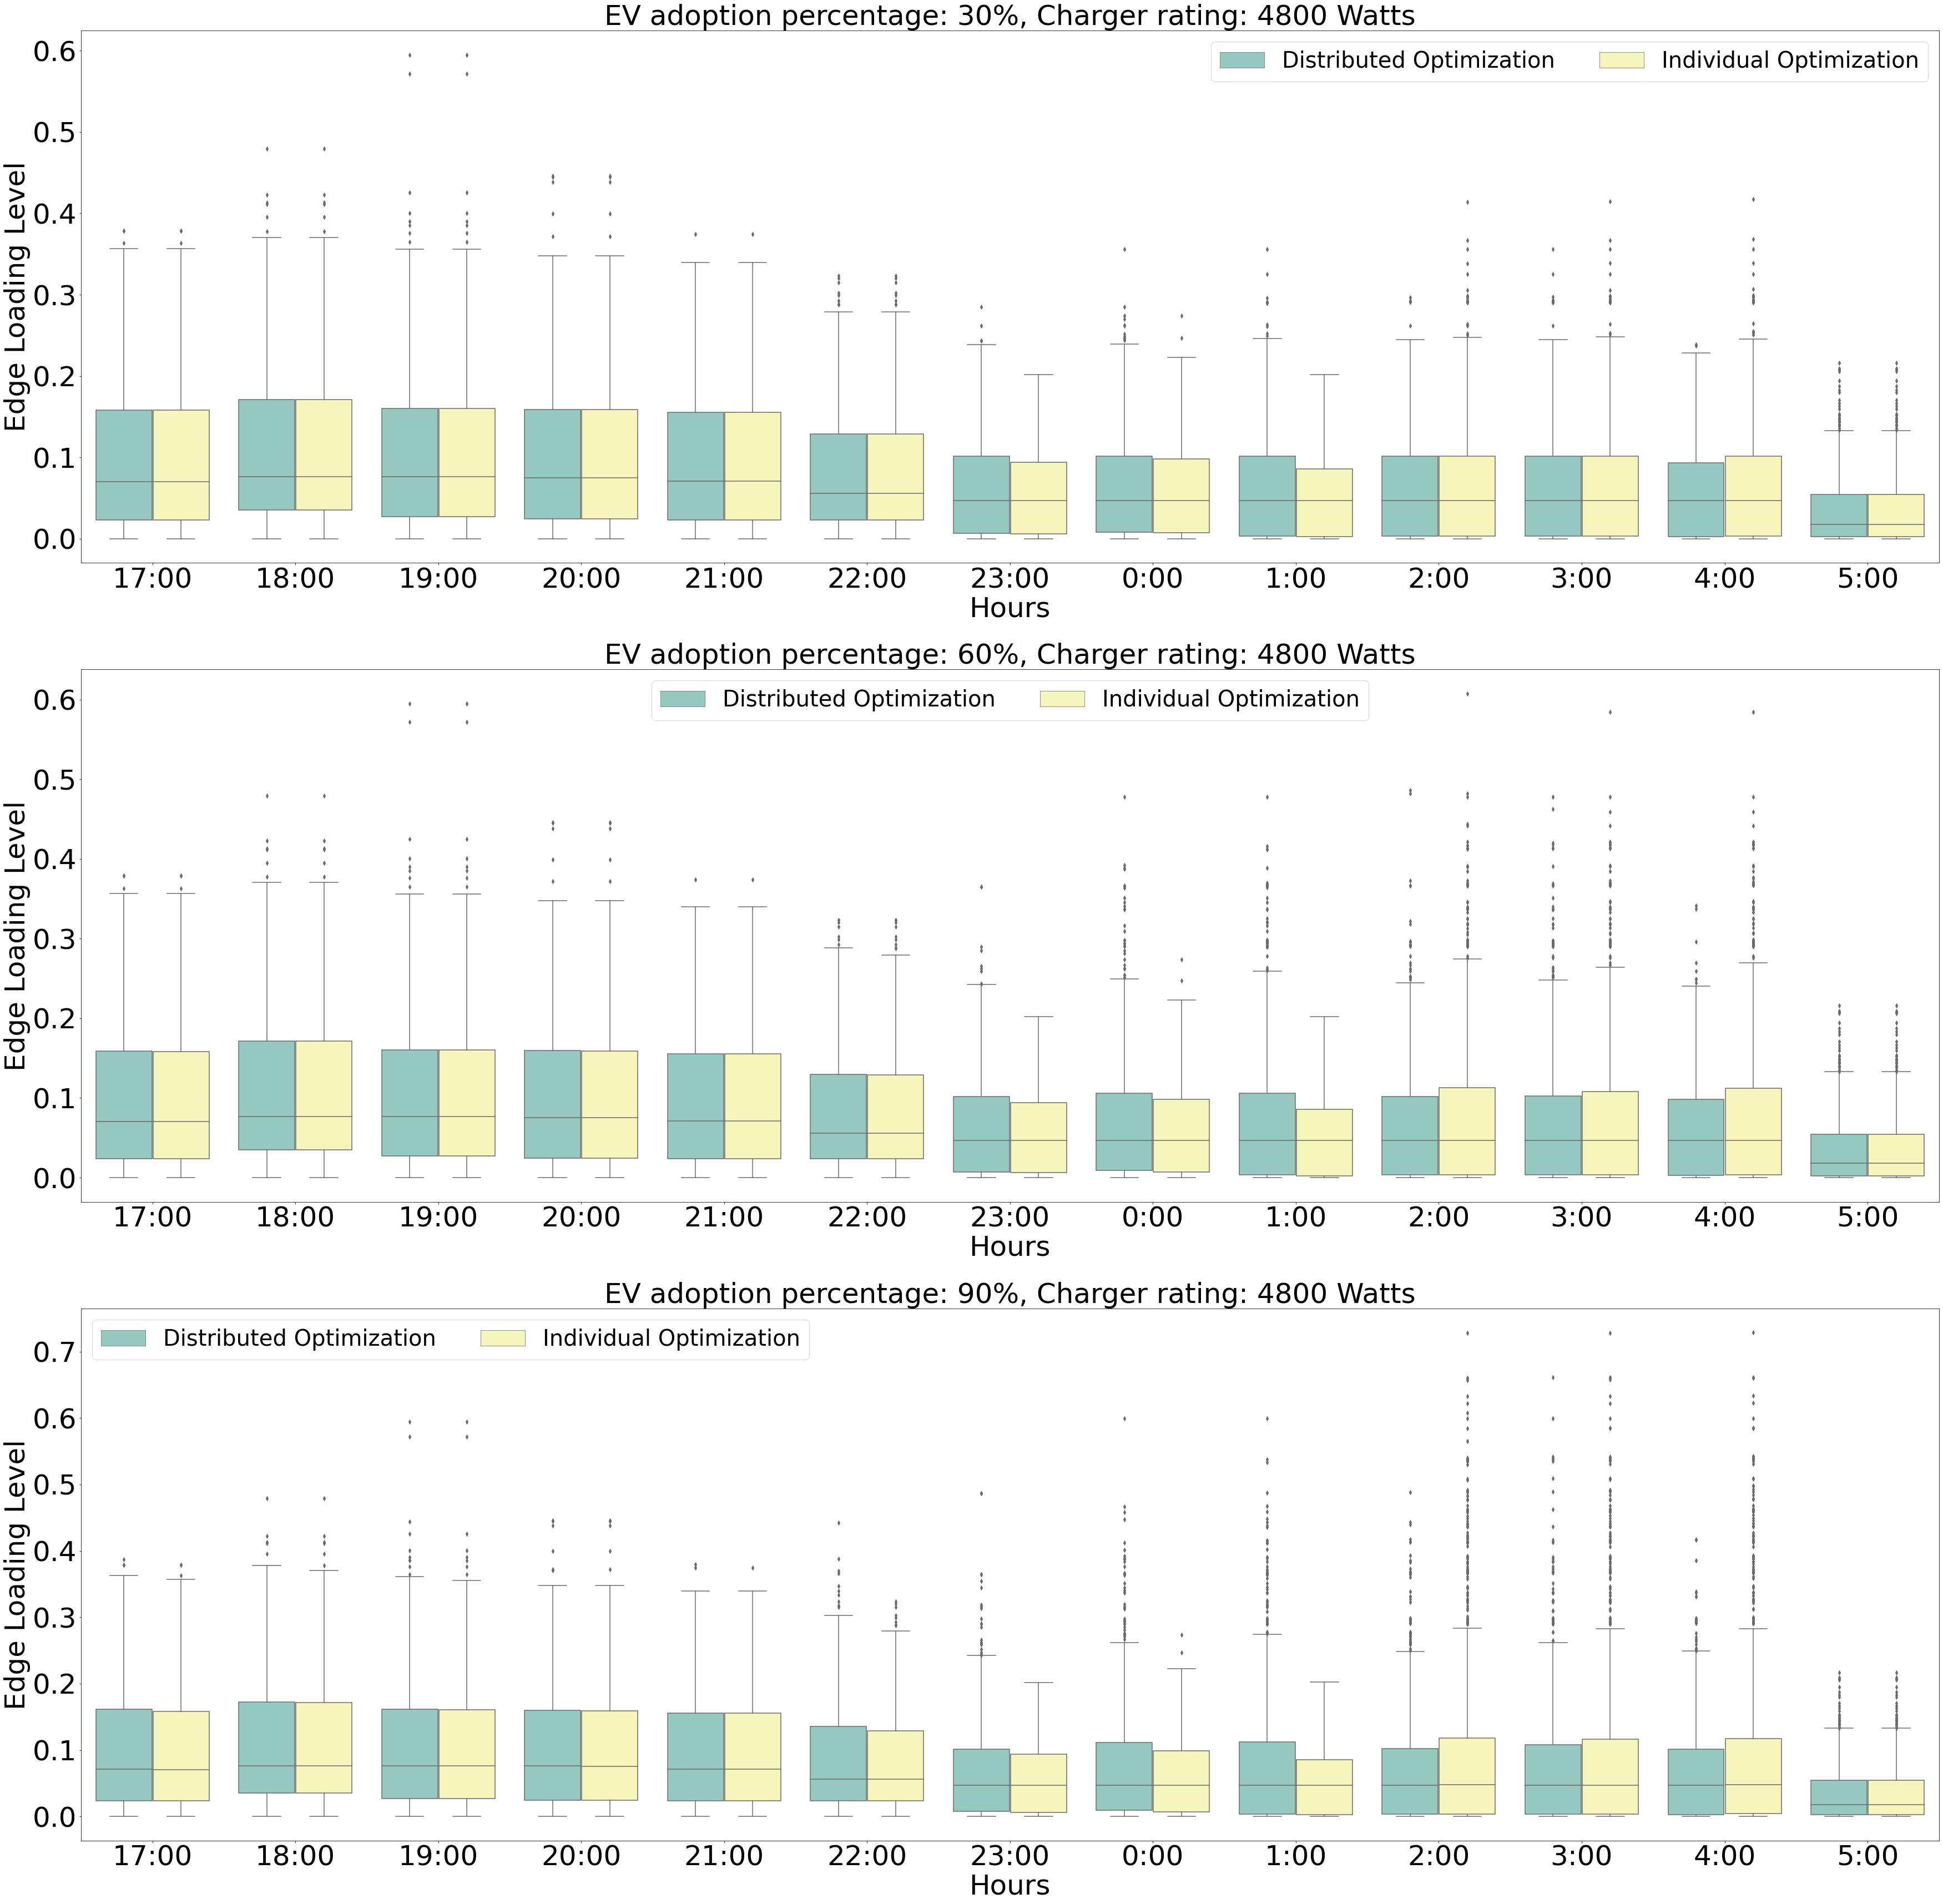 EV adoption percentage: 30%, Charger rating: 4800 Watts
Distributed Optimization Individual Optimization
Edge Loading Level
0.6
0.5
0.4
0.3
0.2
0.1
0.0
17:00 18:00 19:00 20:00 21:00 22:00 23:00 0:00 1:00 2:00 3:00 4:00 5:00
Hours
EV adoption percentage: 60%, Charger rating: 4800 Watts
Distributed Optimization Individual Optimization
Edge Loading Level
0.6
0.5
0.4
0.3
0.2
0.1
0.0
17:00 18:00 19:00 20:00 21:00 22:00 23:00 0:00 1:00 2:00 3:00 4:00 5:00
Hours
EV adoption percentage: 90%, Charger rating: 4800 Watts
Distributed Optimization Individual Optimization
Edge Loading Level
0.7
0.6
0.5
0.4
0.3
0.2
0.1
0.0
17:00 18:00 19:00 20:00 21:00 22:00 23:00 0:00 1:00 2:00 3:00 4:00 5:00
Hours